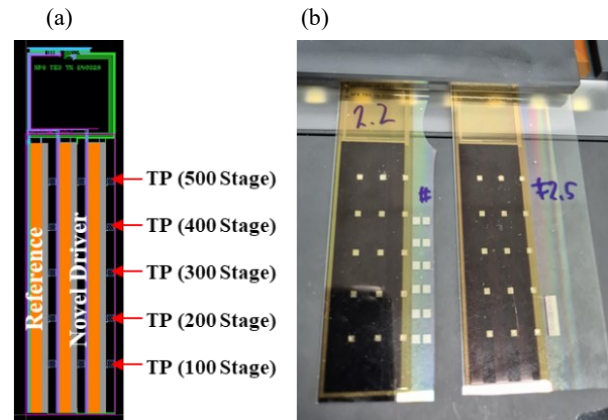 (a)
(b)
TP (500 Stage)
TP (400 Stage)
TP (300 Stage)
TP (200 Stage)
TP (100 Stage)
Reference
Novel Driver
2.2
#
#2.5